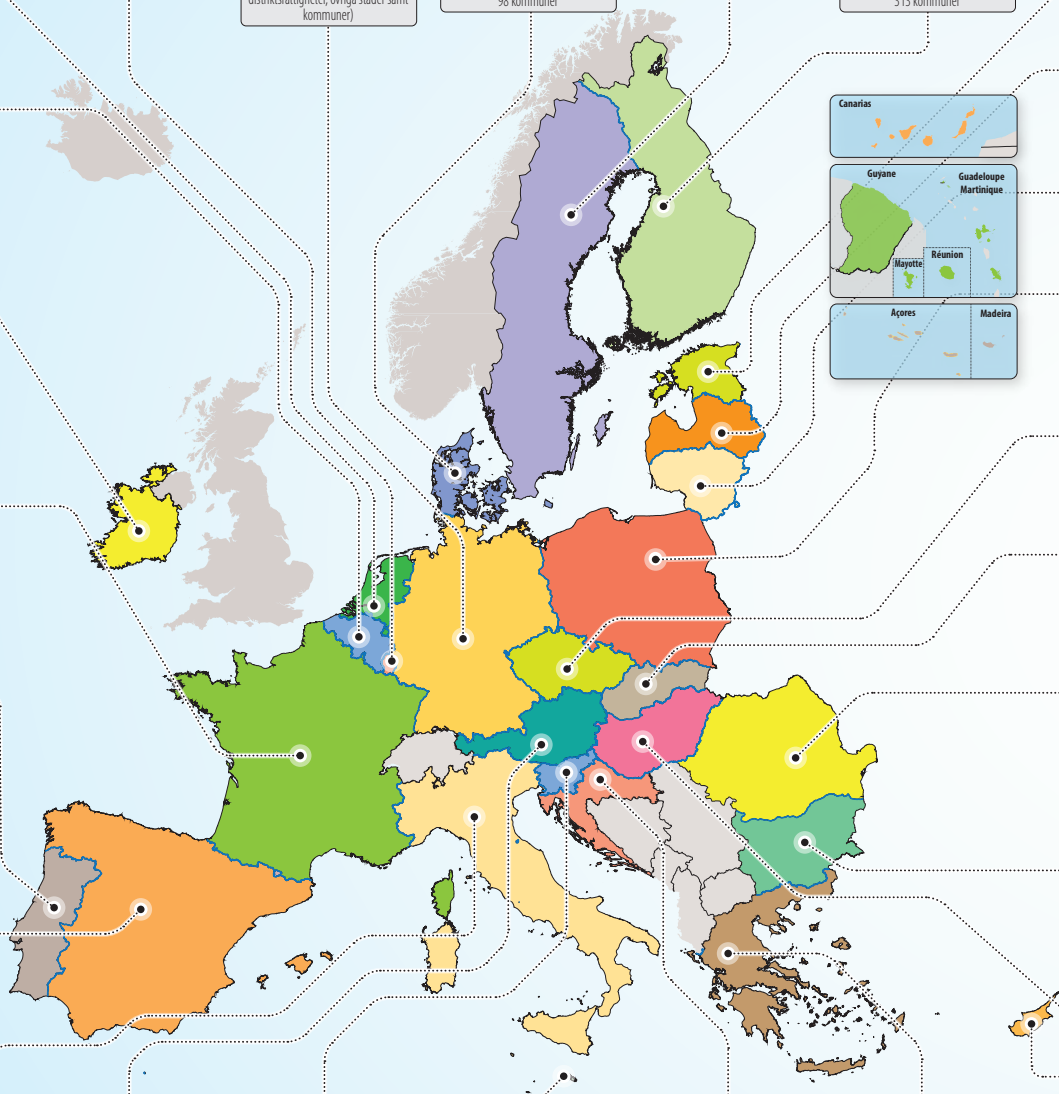 distriktsrättigheter, övriga städer samt
kommuner)
98 kommuner
313 kommuner
Canarias
Guyane
Guadeloupe
Martinique
Mayotte
Réunion
Açores
Madeira